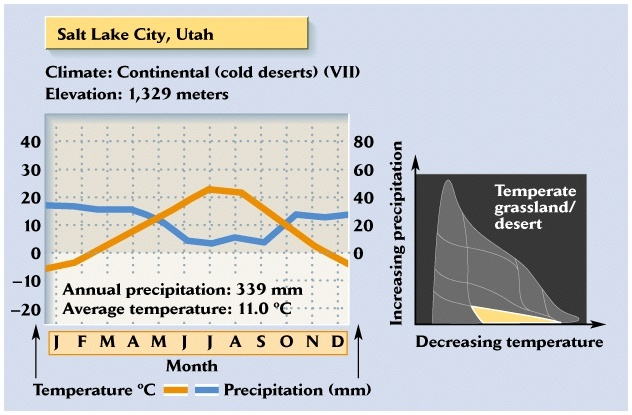 Salt Lake City, Utah
Climate: Continental (cold deserts) (VII)
Elevation: 1,329 meters
40
30
20
10
0
−10
−20
80
60
40
20
0
Annual precipitation: 339 mm
Average temperature: 11.0 ºC
J F M A M J J A S O N D
Month
Temperature ºC
Precipitation (mm)
Increasing precipitation
Temperate
grassland/
desert
Decreasing temperature